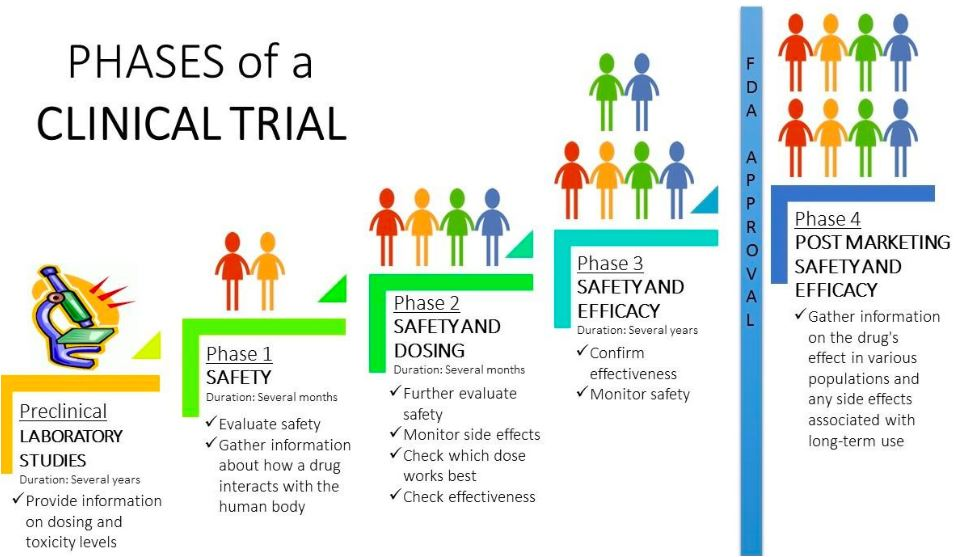 PHASES of a
CLINICAL TRIAL
Preclinical
LABORATORY
STUDIES
Duration: Several years
✓Provide information
on dosing and
toxicity levels
Phase 1
SAFETY
Duration: Several months
✓Evaluate safety
✓Gather information
about how a drug
interacts with the
human body
Phase 2
SAFETY AND
DOSING
Duration: Several months
✓Further evaluate
safety
✓Monitor side effects
✓Check which dose
works best
✓Check effectiveness
Phase 3
SAFETY AND
EFFICACY
Duration: Several years
✓Confirm
effectiveness
✓Monitor safety
FDA APPROVAL
Phase 4
POST MARKETING
SAFETY AND
EFFICACY
✓Gather information
on the drug's
effect in various
populations and
any side effects
associated with
long-term use